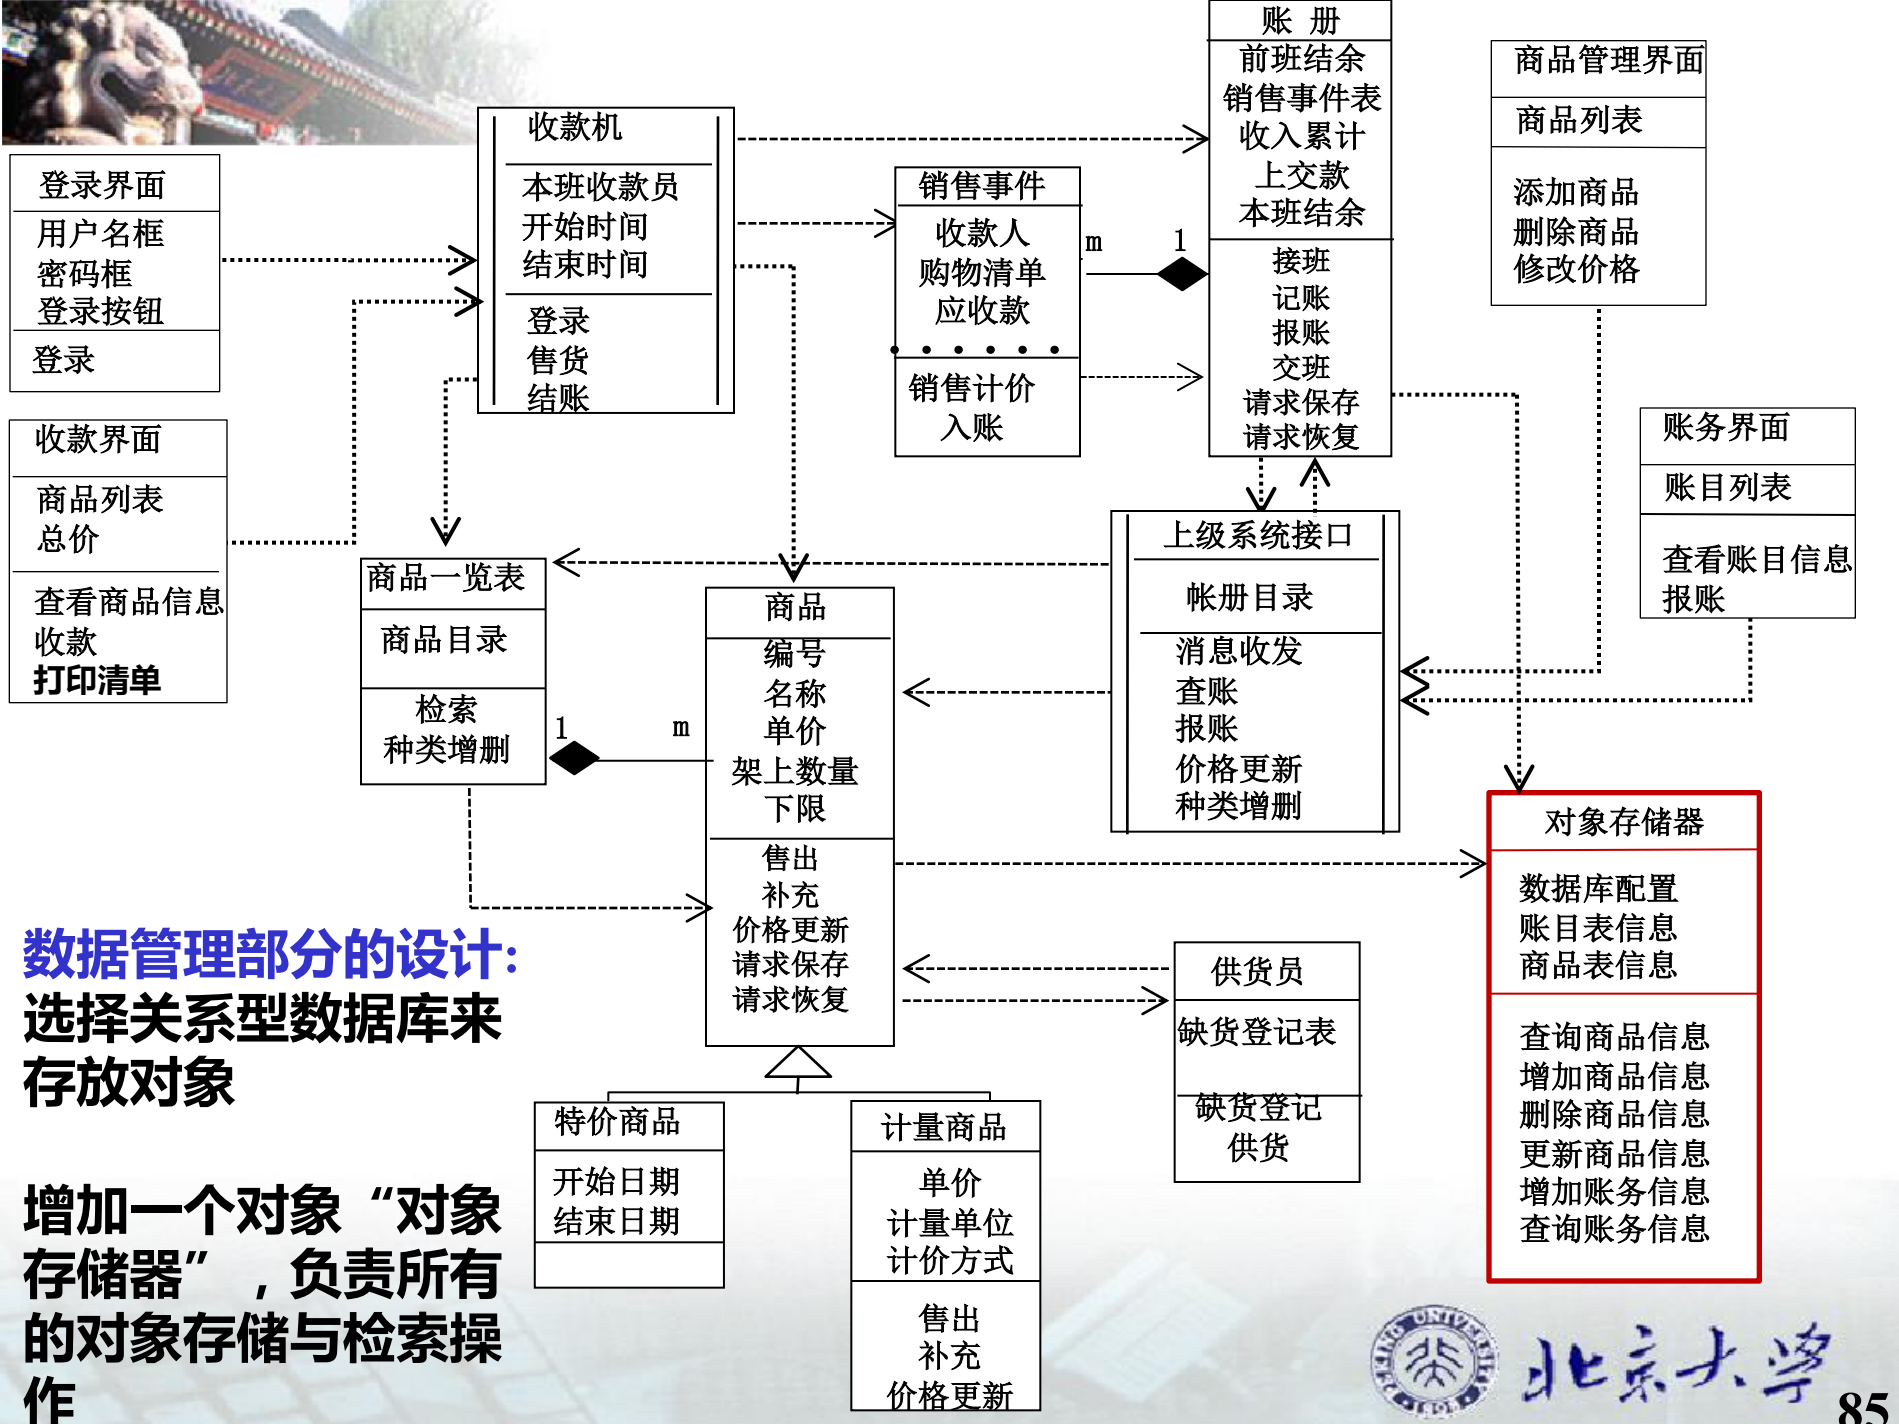 登录界面
用户名框
密码框
登录按钮
登录
收款界面
商品列表
总价
查看商品信息
收款
打印清单
收款机
本班收款员
开始时间
结束时间
登录
售货
结账
销售事件
收款人
购物清单
应收款
• • • • • •
销售计价
入账
m
1
账 册
前班结余
销售事件表
收入累计
上交款
本班结余
接班
记账
报账
交班
请求保存
请求恢复
商品管理界面
商品列表
添加商品
删除商品
修改价格
账务界面
账目列表
查看账目信息
报账
商品一览表
商品目录
检索
种类增删
1
m
商品
编号
名称
单价
架上数量
下限
售出
补充
价格更新
请求保存
请求恢复
上级系统接口
帐册目录
消息收发
查账
报账
价格更新
种类增删
对象存储器
数据库配置
账目表信息
商品表信息
查询商品信息
增加商品信息
删除商品信息
更新商品信息
增加账务信息
查询账务信息
供货员
缺货登记表
缺货登记
供货
特价商品
开始日期
结束日期
计量商品
单价
计量单位
计价方式
售出
补充
价格更新
数据管理部分的设计:
选择关系型数据库来
存放对象
增加一个对象“对象
存储器”，负责所有
的对象存储与检索操
作
北京大学
85